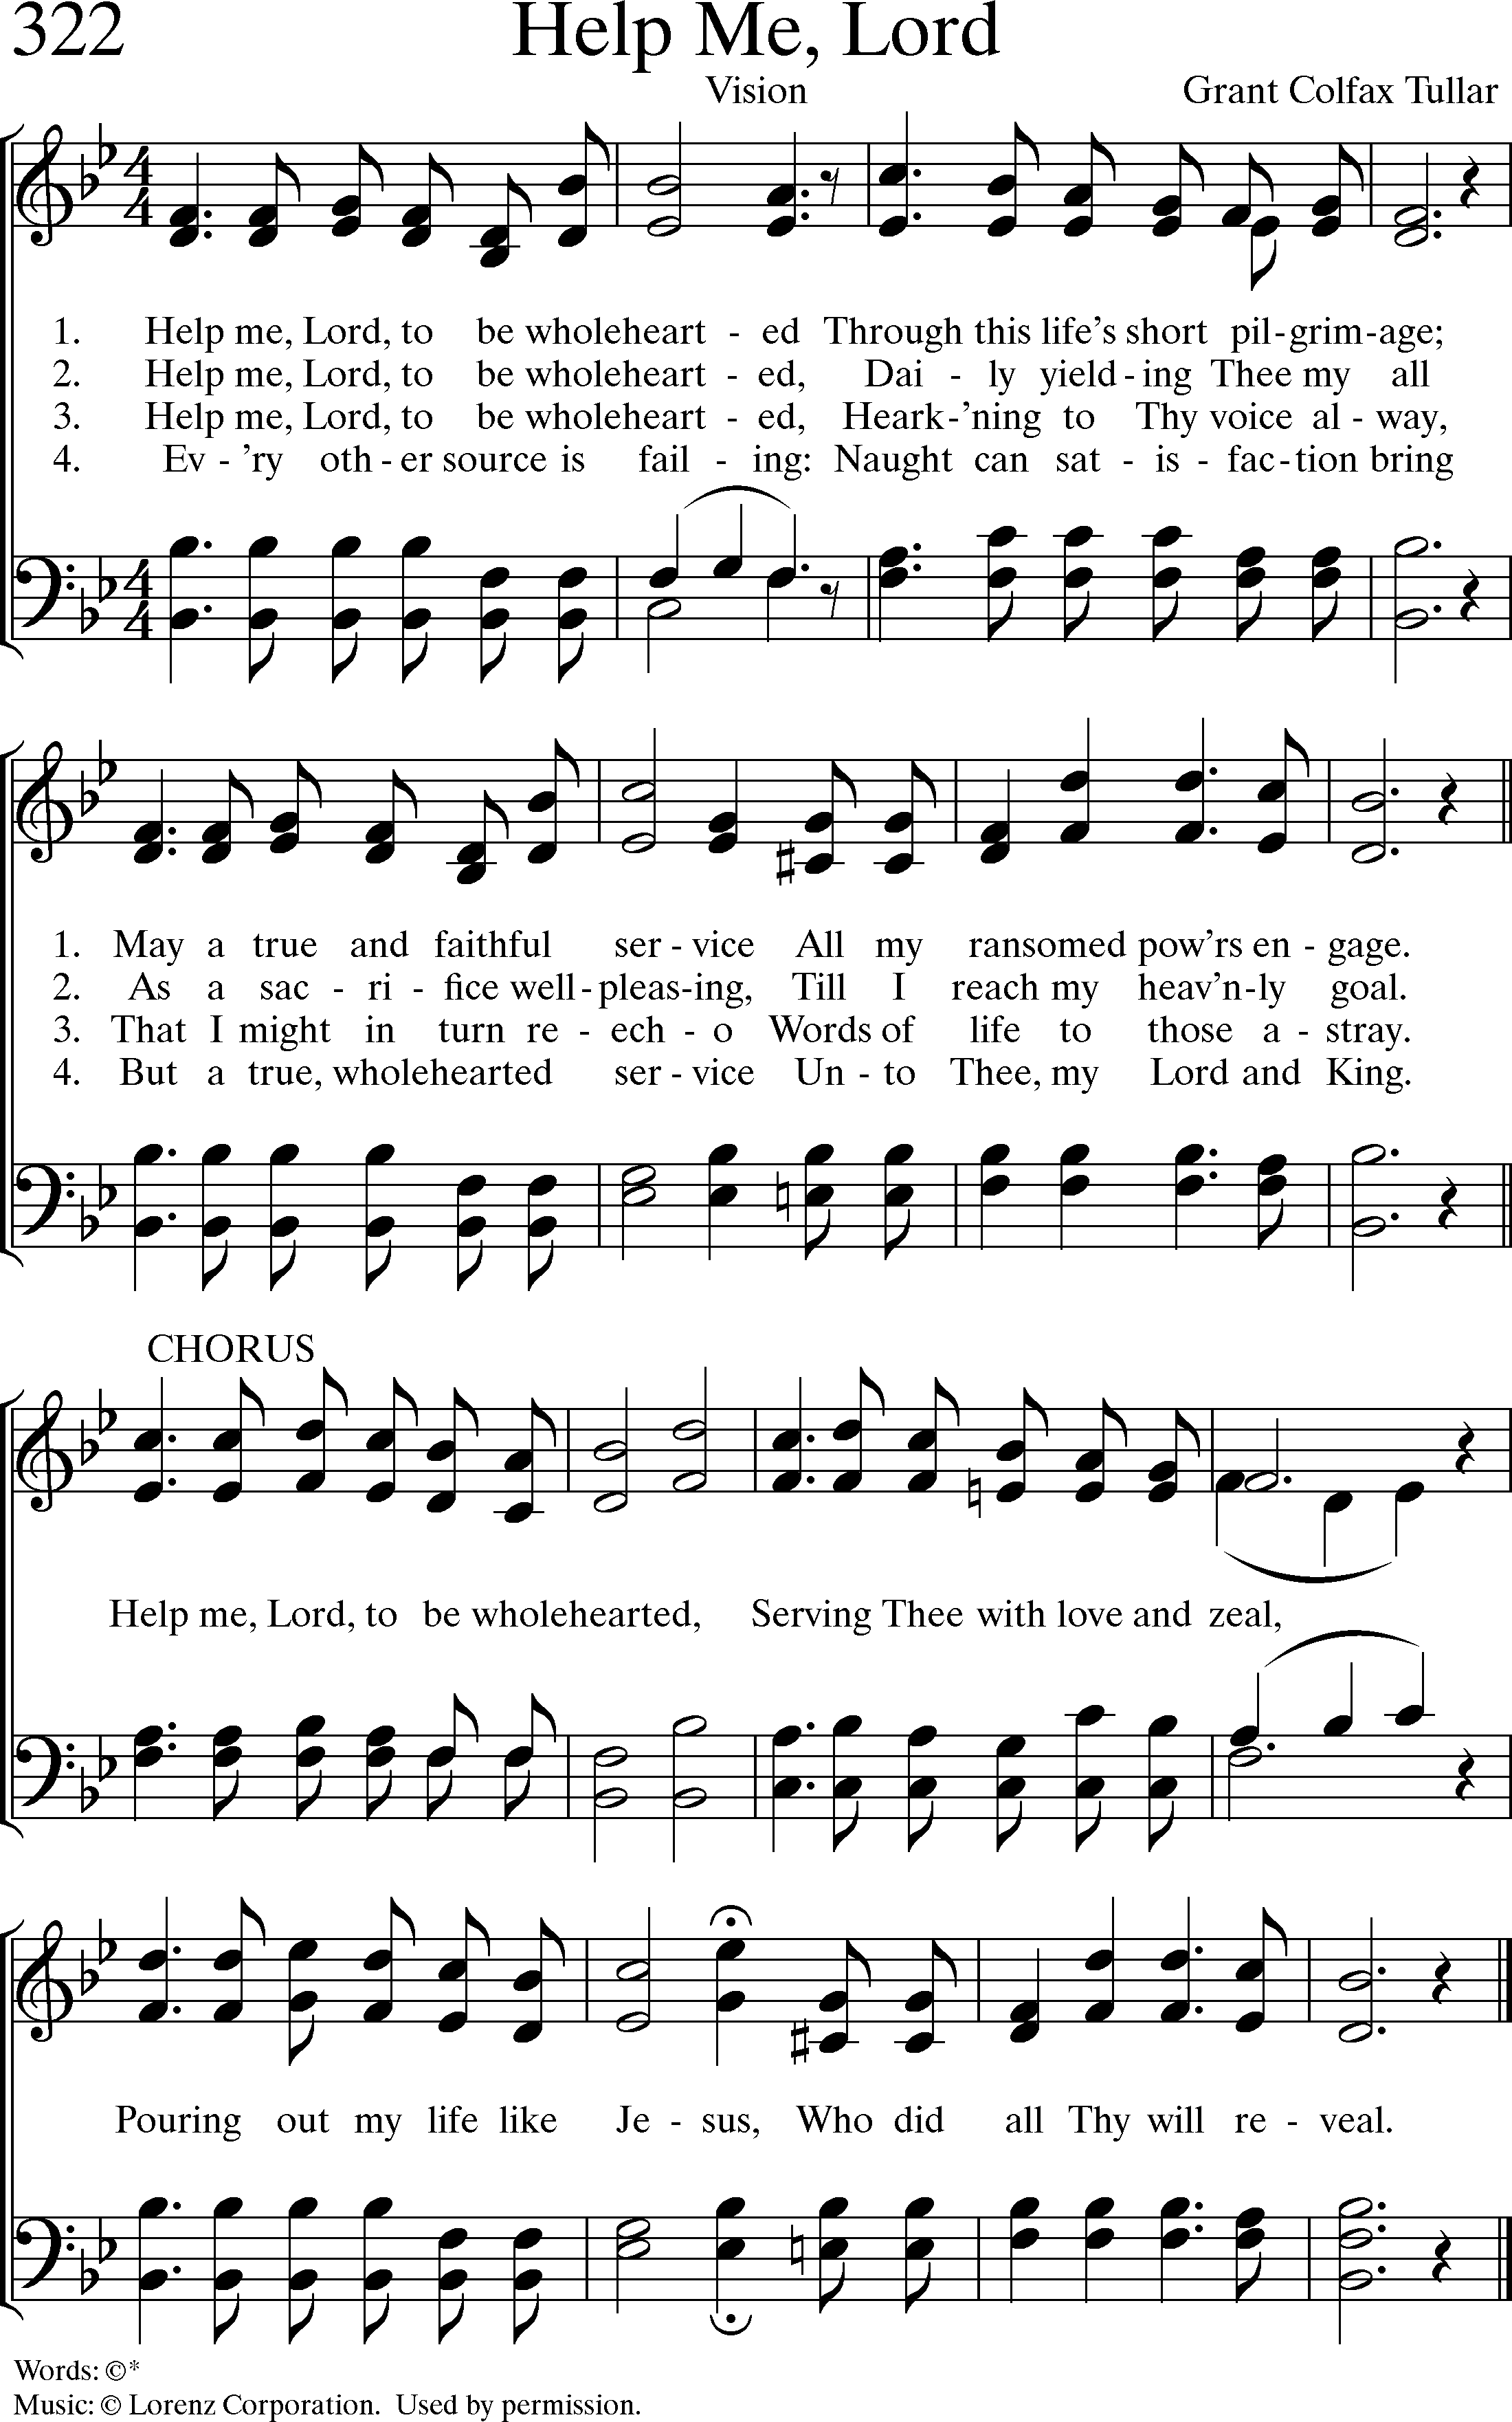 322 Help Me, Lord
Vision Grant Colfax Tullar
4 4
1. Help me, Lord, to be wholeheart - ed Through this life's short pil - grim - age;
2. Help me, Lord, to be wholeheart - ed, Dai - ly yield - ing Thee my all
3. Help me, Lord, to be wholeheart - ed, Heark - 'ning to Thy voice al - way,
4. Ev - 'ry oth - er source is fail - ing: Naught can sat - is - fac - tion bring
4 4
1. May a true and faithful ser - vice All my ransomed pow'rs en - gage.
2. As a sac - ri - fice well - pleas - ing, Till I reach my heav'n - ly goal.
3. That I might in turn re - ech - o Words of life to those a - stray.
4. But a true, wholehearted ser - vice Un - to Thee, my Lord and King.
CHORUS
Help me, Lord, to be wholehearted, Serving Thee with love and zeal,
Pouring out my life like Je - sus, Who did all Thy will re - veal.
Words: ©*
Music: © Lorenz Corporation. Used by permission.